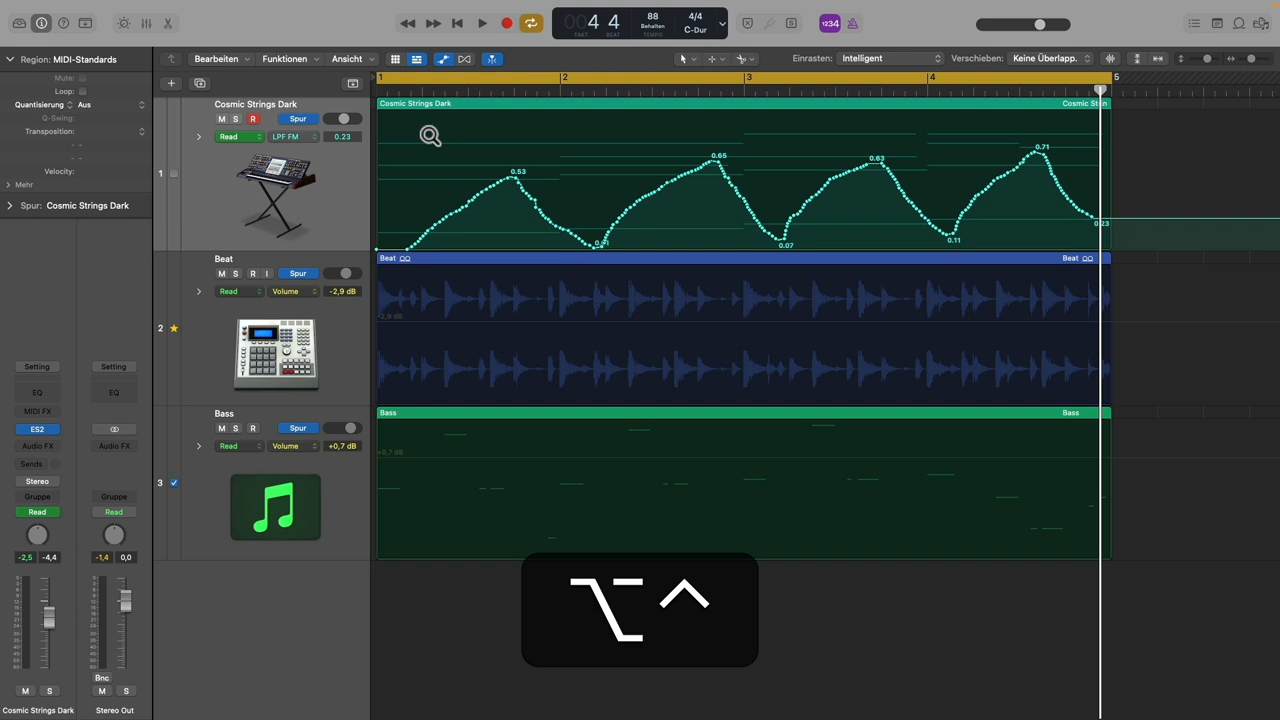 4 4
TAKT BEAT
88
Behalten
TEMPO
4/4
C-Dur
1234
Region: MIDI-Standards
Mute:
Loop:
Quantisierung Aus
Q-Swing:
Transposition:
Velocity:
Mehr
Spur: Cosmic Strings Dark
Bearbeiten Funktionen Ansicht
Einrasten: Intelligent
Verschieben: Keine Überlapp.
1 2 3 4 5
1
Cosmic Strings Dark
M S R Spur
Read LPF FM 0.23
Cosmic Strings Dark
0.53
0.65
0.07
0.63
0.11
0.71
0.23
2
Beat
M S R I Spur
Read Volume -2,9 dB
Beat Beat
-2,9 dB
3
Bass
M S R Spur
Read Volume +0,7 dB
Bass Bass
+0,7 dB
Setting Setting
EQ EQ
MIDI FX
ES2
Audio FX Audio FX
Sends
Stereo
Gruppe Gruppe
Read Read
-2,5 -4,4 -1,4 0,0
Bnc
M S M S
Cosmic Strings Dark Stereo Out
⌥ ^